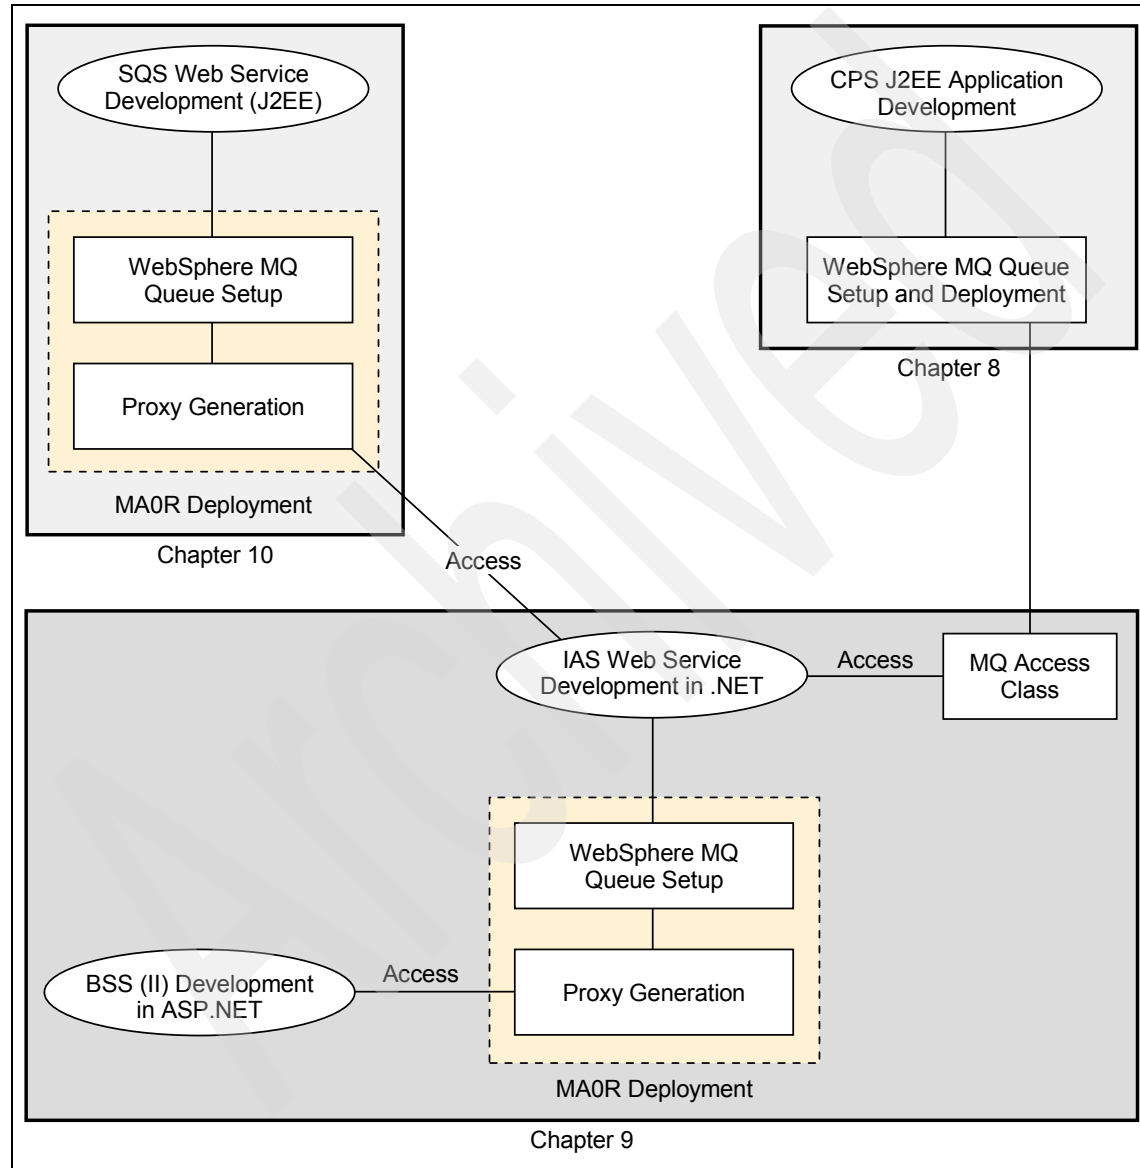 SQS Web Service
Development (J2EE)
WebSphere MQ
Queue Setup
Proxy Generation
MA0R Deployment
Chapter 10
CPS J2EE Application
Development
WebSphere MQ Queue
Setup and Deployment
Chapter 8
Access
IAS Web Service
Development in .NET
Access
MQ Access
Class
WebSphere MQ
Queue Setup
Proxy Generation
BSS (II) Development
in ASP.NET
Access
MA0R Deployment
Chapter 9
Archived